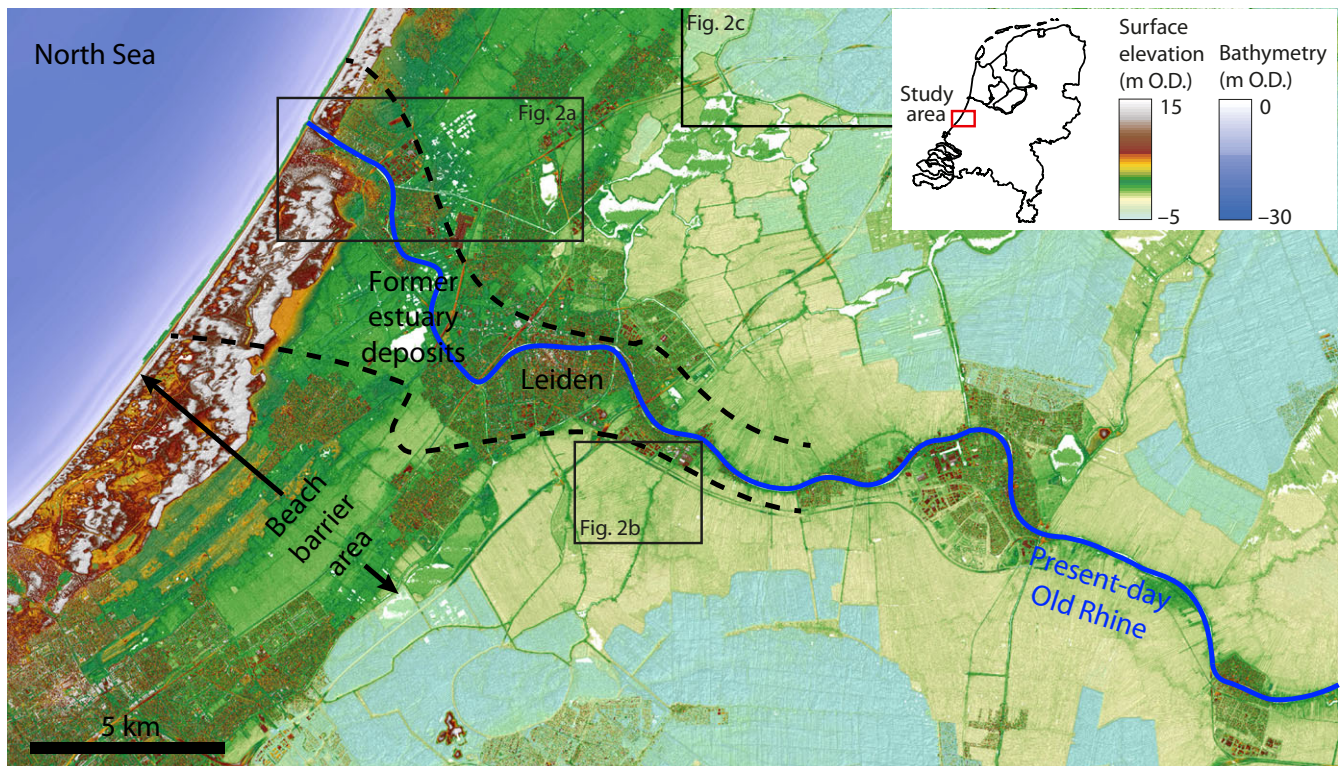 North Sea
Fig. 2a
Fig. 2c
Study
area
Surface
elevation
(m O.D.)
15
–5
Bathymetry
(m O.D.)
0
–30
Former
estuary
deposits
Leiden
Beach
barrier
area
Fig. 2b
Present-day
Old Rhine
5 km